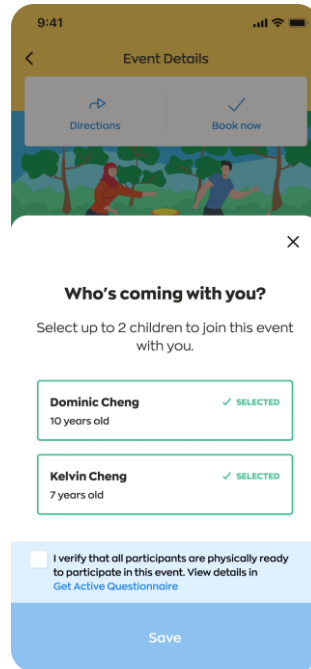 9:41
Event Details
Directions
Book now
Who's coming with you?
Select up to 2 children to join this event
with you.
Dominic Cheng
✓ SELECTED
10 years old
Kelvin Cheng
✓ SELECTED
7 years old
I verify that all participants are physically ready
to participate in this event. View details in
Get Active Questionnaire
Save